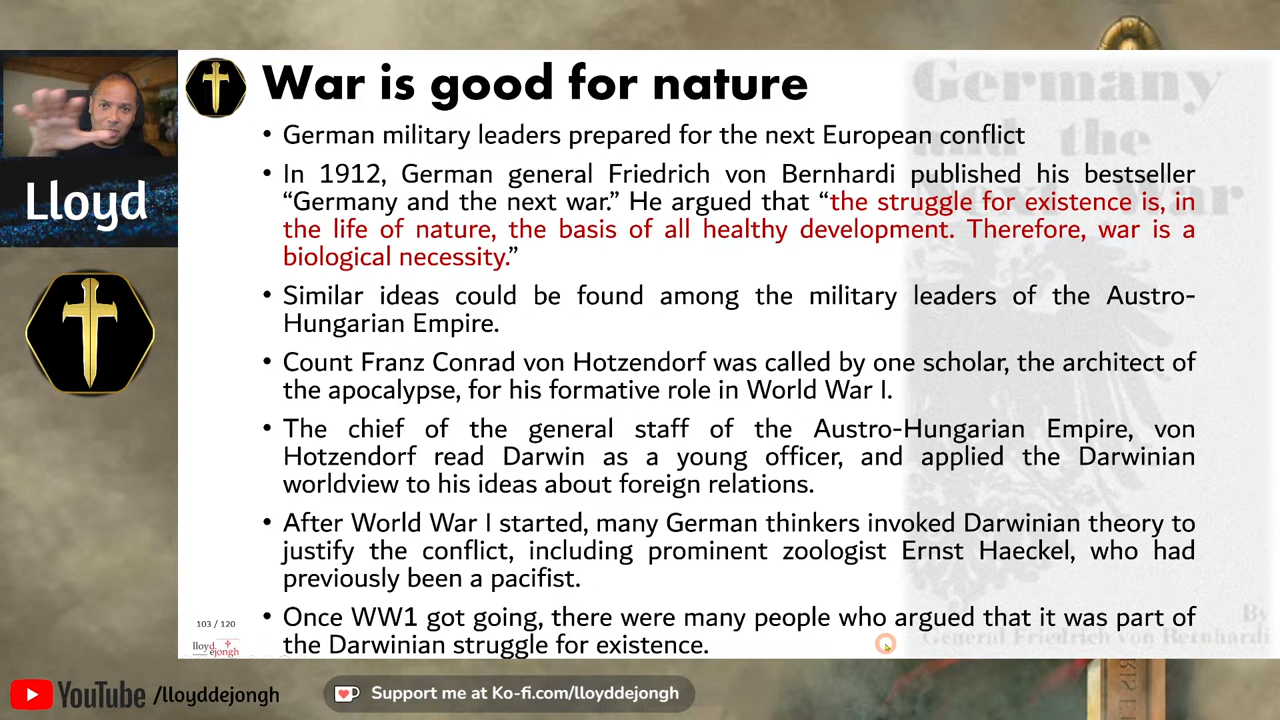 War is good for nature
• German military leaders prepared for the next European conflict
• In 1912, German general Friedrich von Bernhardi published his bestseller
“Germany and the next war.” He argued that “the struggle for existence is, in
the life of nature, the basis of all healthy development. Therefore, war is a
biological necessity.”
• Similar ideas could be found among the military leaders of the Austro-
Hungarian Empire.
• Count Franz Conrad von Hotzendorf was called by one scholar, the architect of
the apocalypse, for his formative role in World War I.
• The chief of the general staff of the Austro-Hungarian Empire, von
Hotzendorf read Darwin as a young officer, and applied the Darwinian
worldview to his ideas about foreign relations.
• After World War I started, many German thinkers invoked Darwinian theory to
justify the conflict, including prominent zoologist Ernst Haeckel, who had
previously been a pacifist.
• Once WW1 got going, there were many people who argued that it was part of
the Darwinian struggle for existence.
Germany
and the
Next War
By
General Friedrich von Bernhardi
Lloyd
103 / 120
lloyd
dejongh
YouTube /lloyddejongh
Support me at Ko-fi.com/lloyddejongh